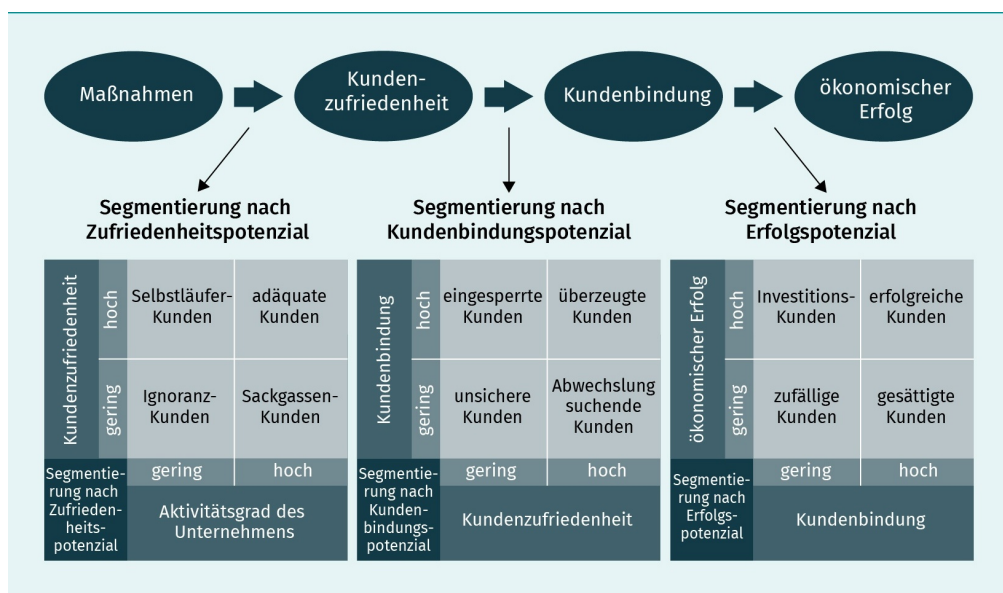 Maßnahmen
Kunden-
zufriedenheit
Kundenbindung
ökonomischer
Erfolg
Segmentierung nach
Zufriedenheitspotenzial
Segmentierung nach
Kundenbindungspotenzial
Segmentierung nach
Erfolgspotenzial
Kundenzufriedenheit
hoch
Selbstläufer-
Kunden
adäquate
Kunden
gering
Ignoranz-
Kunden
Sackgassen-
Kunden
Segmentie-
rung nach
Zufrieden-
heits-
potenzial
gering
hoch
Aktivitätsgrad des
Unternehmens
Kundenbindung
hoch
eingesperrte
Kunden
überzeugte
Kunden
gering
unsichere
Kunden
Abwechslung
suchende
Kunden
Segmentie-
rung nach
Kunden-
bindungs-
potenzial
gering
hoch
Kundenzufriedenheit
ökonomischer Erfolg
hoch
Investitions-
Kunden
erfolgreiche
Kunden
gering
zufällige
Kunden
gesättigte
Kunden
Segmentie-
rung nach
Erfolgs-
potenzial
gering
hoch
Kundenbindung